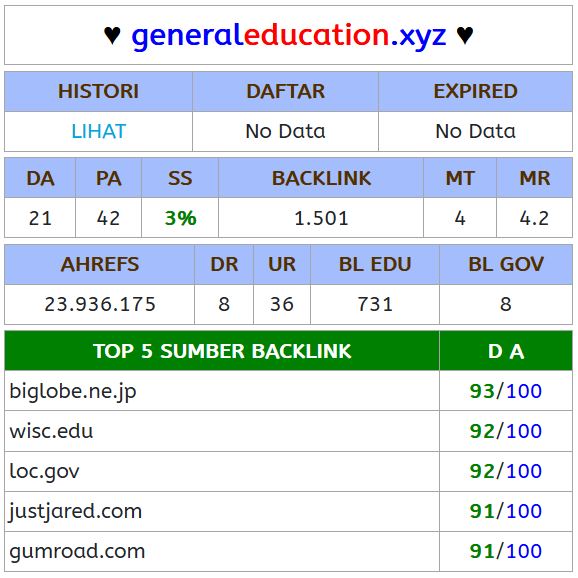 ♥ generaleducation.xyz ♥
HISTORI DAFTAR EXPIRED
LIHAT No Data No Data
DA PA SS BACKLINK MT MR
21 42 3% 1.501 4 4.2
AHREFS DR UR BL EDU BL GOV
23.936.175 8 36 731 8
TOP 5 SUMBER BACKLINK D A
biglobe.ne.jp 93/100
wisc.edu 92/100
loc.gov 92/100
justjared.com 91/100
gumroad.com 91/100